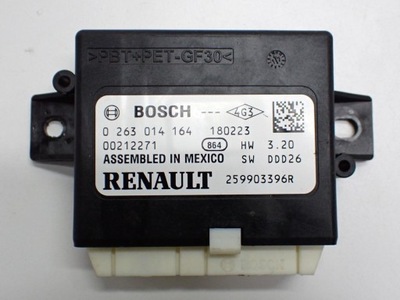 >PBT+PET-GF30<
BOSCH --- 4G3
0 263 014 164 180223
00212271 864 HW 3.20
ASSEMBLED IN MEXICO SW DDD26
RENAULT 259903396R
BOSCH